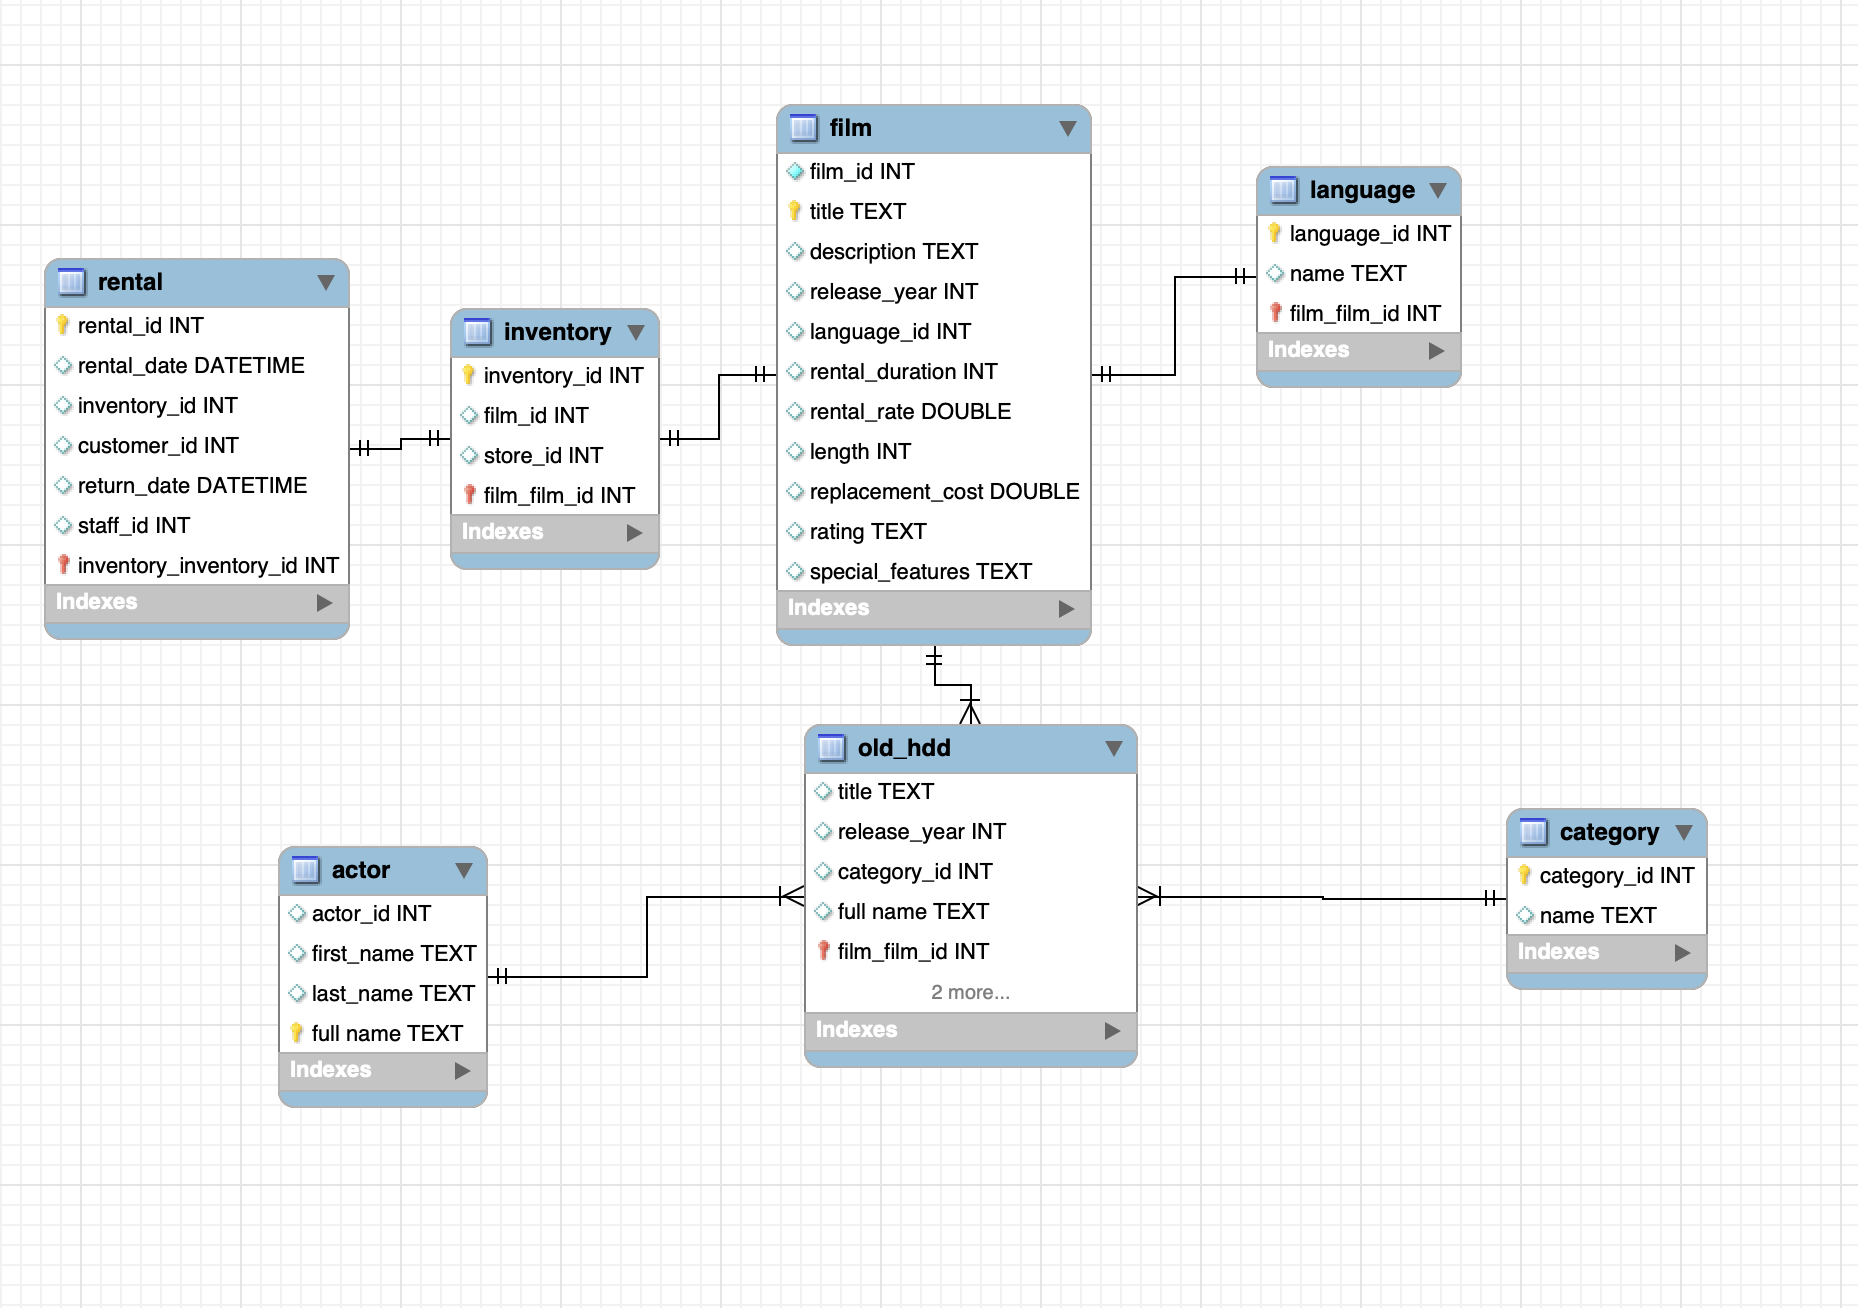 film
film_id INT
title TEXT
description TEXT
release_year INT
language_id INT
rental_duration INT
rental_rate DOUBLE
length INT
replacement_cost DOUBLE
rating TEXT
special_features TEXT
Indexes
language
language_id INT
name TEXT
film_film_id INT
Indexes
rental
rental_id INT
rental_date DATETIME
inventory_id INT
customer_id INT
return_date DATETIME
staff_id INT
inventory_inventory_id INT
Indexes
inventory
inventory_id INT
film_id INT
store_id INT
film_film_id INT
Indexes
old_hdd
title TEXT
release_year INT
category_id INT
full name TEXT
film_film_id INT
2 more...
Indexes
category
category_id INT
name TEXT
Indexes
actor
actor_id INT
first_name TEXT
last_name TEXT
full name TEXT
Indexes